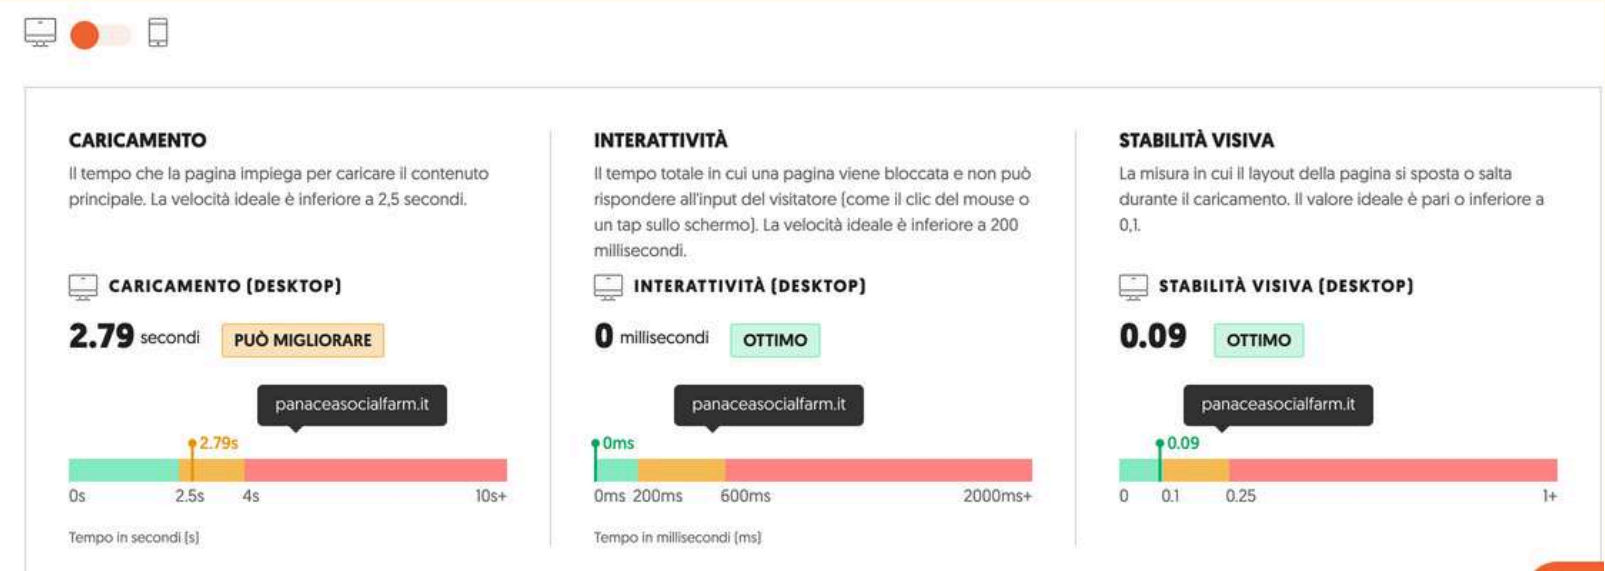 CARICAMENTO
Il tempo che la pagina impiega per caricare il contenuto
principale. La velocità ideale è inferiore a 2,5 secondi.
CARICAMENTO (DESKTOP)
2.79 secondi PUÒ MIGLIORARE
panaceasocialfarm.it
2.79s
0s 2.5s 4s 10s+
Tempo in secondi (s)
INTERATTIVITÀ
Il tempo totale in cui una pagina viene bloccata e non può
rispondere all'input del visitatore (come il clic del mouse o
un tap sullo schermo). La velocità ideale è inferiore a 200
millisecondi.
INTERATTIVITÀ (DESKTOP)
0 millisecondi OTTIMO
panaceasocialfarm.it
0ms
0ms 200ms 600ms 2000ms+
Tempo in millisecondi (ms)
STABILITÀ VISIVA
La misura in cui il layout della pagina si sposta o salta
durante il caricamento. Il valore ideale è pari o inferiore a
0,1.
STABILITÀ VISIVA (DESKTOP)
0.09 OTTIMO
panaceasocialfarm.it
0.09
0 0.1 0.25 1+